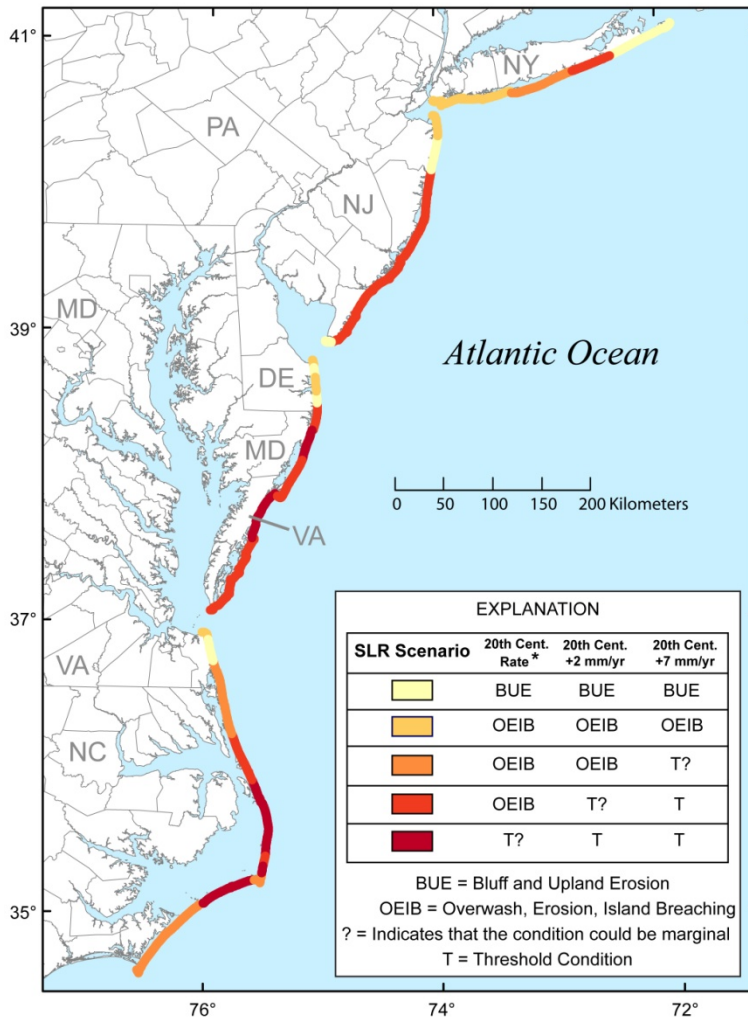 41°
NY
PA
NJ
MD
39°
Atlantic Ocean
DE
MD
0 50 100 150 200 Kilometers
VA
37°
VA
NC
35°
76°
74°
72°
EXPLANATION
SLR Scenario 20th Cent. Rate* 20th Cent. +2 mm/yr 20th Cent. +7 mm/yr
BUE BUE BUE
OEIB OEIB OEIB
OEIB OEIB T?
OEIB T? T
T? T T
BUE = Bluff and Upland Erosion
OEIB = Overwash, Erosion, Island Breaching
? = Indicates that the condition could be marginal
T = Threshold Condition